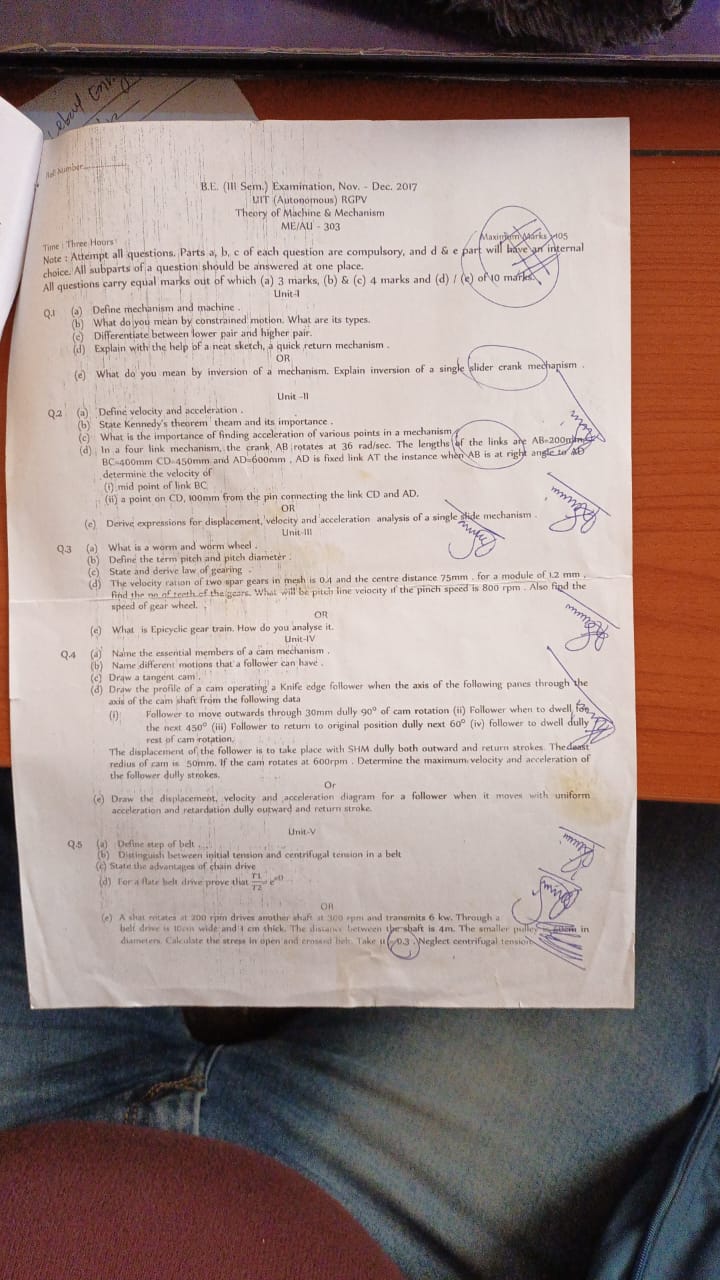 ebuf
Roll Number
B.E. (III Sem.) Examination, Nov. - Dec. 2017
UIT (Autonomous) RGPV
Theory of Machine & Mechanism
ME/AU - 303
Time : Three Hours Maximum Marks : 105
Note : Attempt all questions. Parts a, b, c of each question are compulsory, and d & e part will have an internal
choice. All subparts of a question should be answered at one place.
All questions carry equal marks out of which (a) 3 marks, (b) & (c) 4 marks and (d) / (e) of 10 marks.
Unit-I
Q.1 (a) Define mechanism and machine .
(b) What do you mean by constrained motion. What are its types.
(c) Differentiate between lower pair and higher pair.
(d) Explain with the help of a neat sketch, a quick return mechanism .
OR
(e) What do you mean by inversion of a mechanism. Explain inversion of a single slider crank mechanism .
Unit -II
Q.2 (a) Define velocity and acceleration .
(b) State Kennedy's theorem theam and its importance .
(c) What is the importance of finding acceleration of various points in a mechanism
(d) In a four link mechanism, the crank AB rotates at 36 rad/sec. The lengths of the links are AB=200mm
BC=400mm CD=450mm and AD=600mm , AD is fixed link AT the instance when AB is at right angle to AD
determine the velocity of
(i) mid point of link BC
(ii) a point on CD, 100mm from the pin connecting the link CD and AD.
OR
(e) Derive expressions for displacement, velocity and acceleration analysis of a single slide mechanism .
Unit-III
Q.3 (a) What is a worm and worm wheel .
(b) Define the term pitch and pitch diameter .
(c) State and derive law of gearing .
(d) The velocity ration of two spar gears in mesh is 0.4 and the centre distance 75mm . for a module of 1.2 mm ,
find the no of teeth of the gears. What will be pitch line velocity if the pinch speed is 800 rpm . Also find the
speed of gear wheel.
OR
(e) What is Epicyclic gear train. How do you analyse it.
Unit-IV
Q.4 (a) Name the essential members of a cam mechanism .
(b) Name different motions that a follower can have .
(c) Draw a tangent cam .
(d) Draw the profile of a cam operating a Knife edge follower when the axis of the following panes through the
axis of the cam shaft from the following data
(i) Follower to move outwards through 30mm dully 90° of cam rotation (ii) Follower when to dwell for
the next 450° (iii) Follower to return to original position dully next 60° (iv) follower to dwell dully
rest of cam rotation.
The displacement of the follower is to take place with SHM dully both outward and return strokes. The least
redius of cam is 50mm. If the cam rotates at 600rpm . Determine the maximum velocity and acceleration of
the follower dully strokes.
Or
(e) Draw the displacement, velocity and acceleration diagram for a follower when it moves with uniform
acceleration and retardation dully outward and return stroke.
Unit-V
Q.5 (a) Define step of belt .
(b) Distinguish between initial tension and centrifugal tension in a belt
(c) State the advantages of chain drive
(d) For a flate belt drive prove that T1/T2 = e^μθ
OR
(e) A shat rotates at 200 rpm drives another shaft at 300 rpm and transmits 6 kw. Through a
belf drive is 10cm wide and 1 cm thick. The distance between the shaft is 4m. The smaller pulley is in
diameters. Calculate the stress in open and crossed belt. Take μ 0.3 . Neglect centrifugal tension